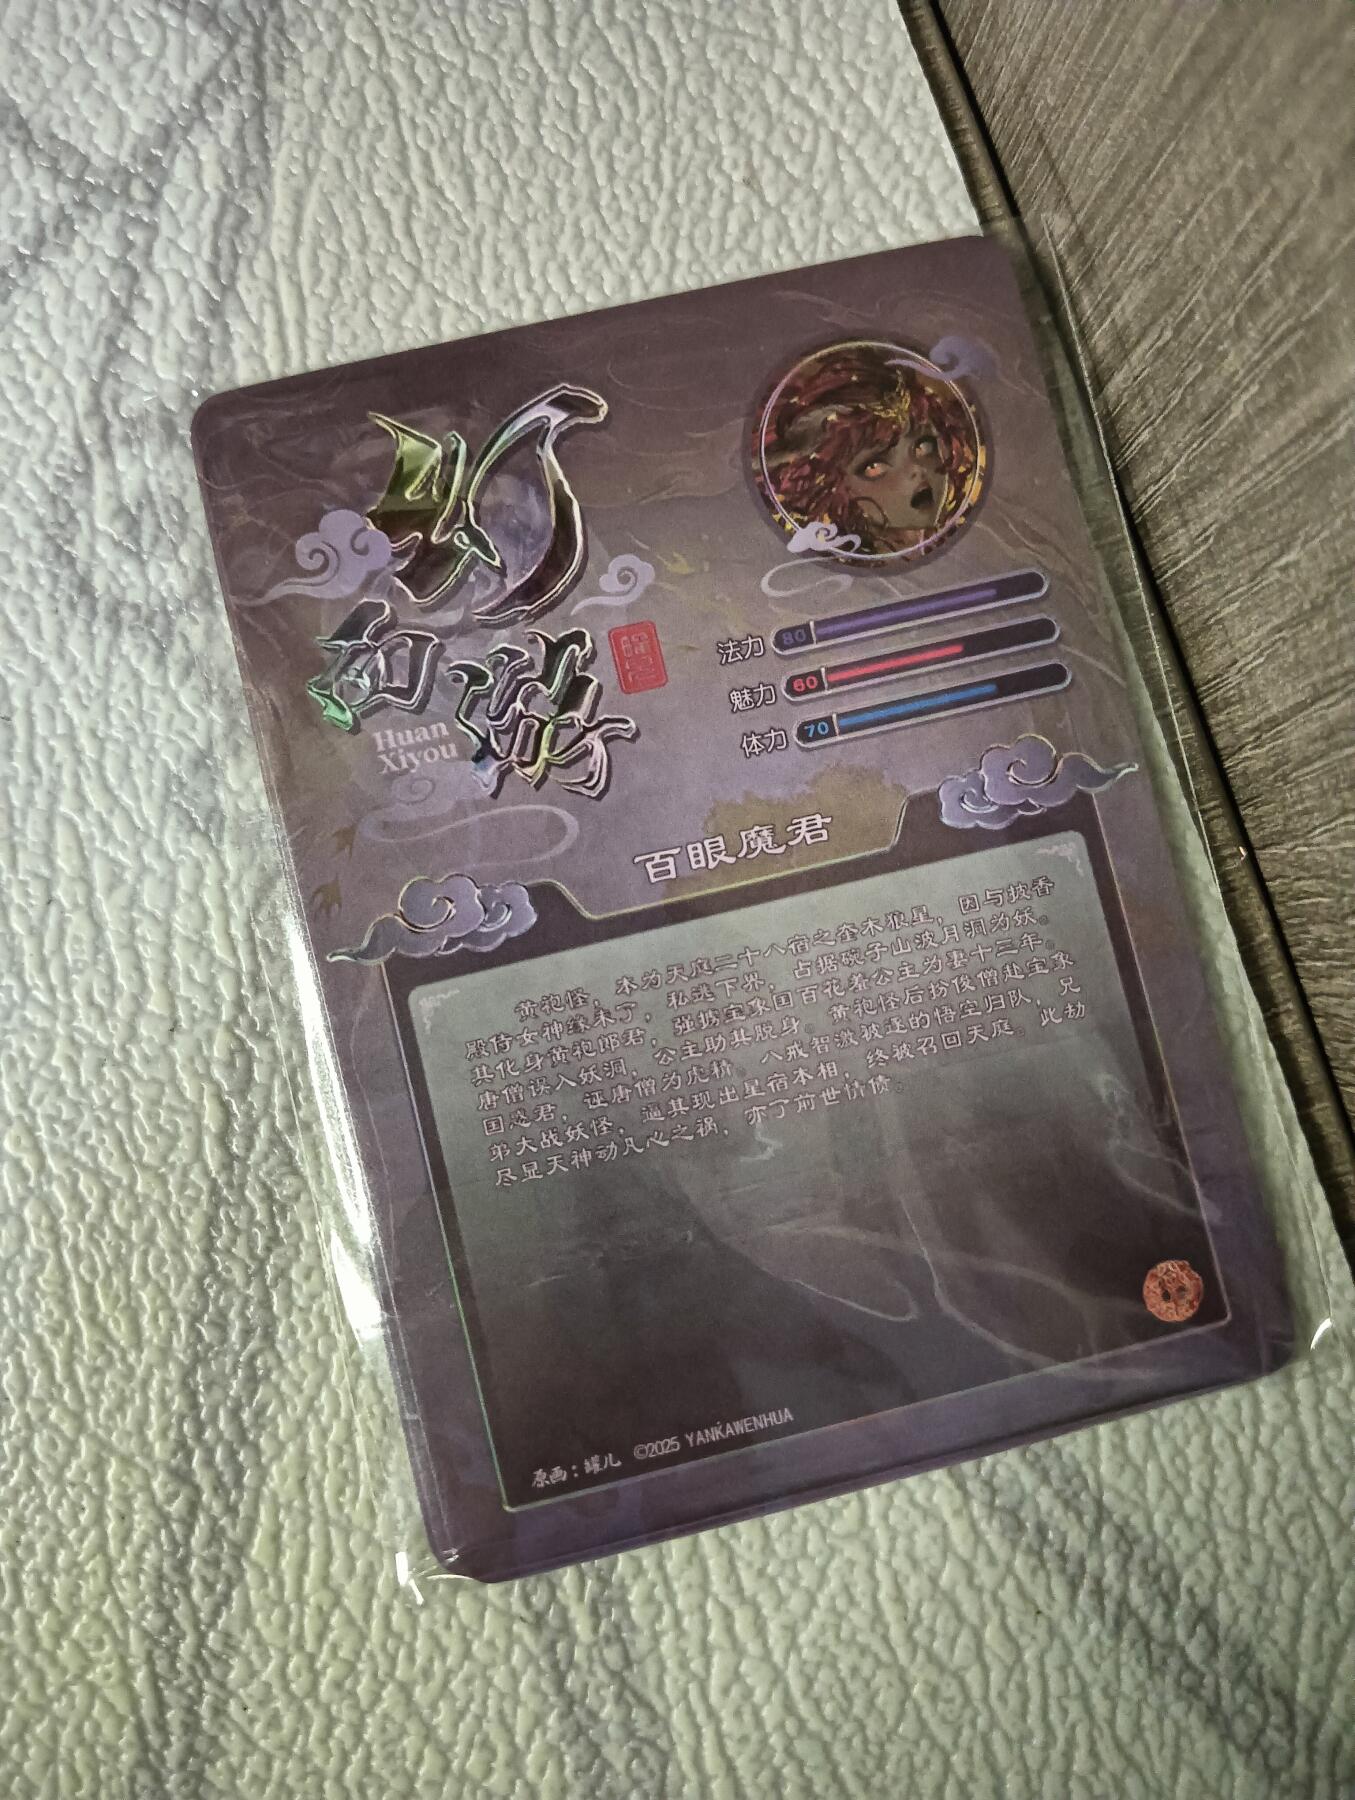 幻
西游
Huan
Xiyou
法力 80
魅力 60
体力 70
百眼魔君
黄袍怪，本为天庭二十八宿之奎木狼星，因与披香
殿侍女神缘未了，私逃下界，占据碗子山波月洞为妖。
其化身黄袍郎君，强掳宝象国百花羞公主为妻十三年。
唐僧误入妖洞，公主助其脱身。黄袍怪后扮俊僧赴宝象
国惑君，诬唐僧为虎精。八戒智激被逐的悟空归队，兄
弟大战妖怪，逼其现出星宿本相，终被召回天庭。此劫
尽显天神动凡心之祸，亦了前世情债。
原画：罐儿 ©2025 YANKAWENHUA